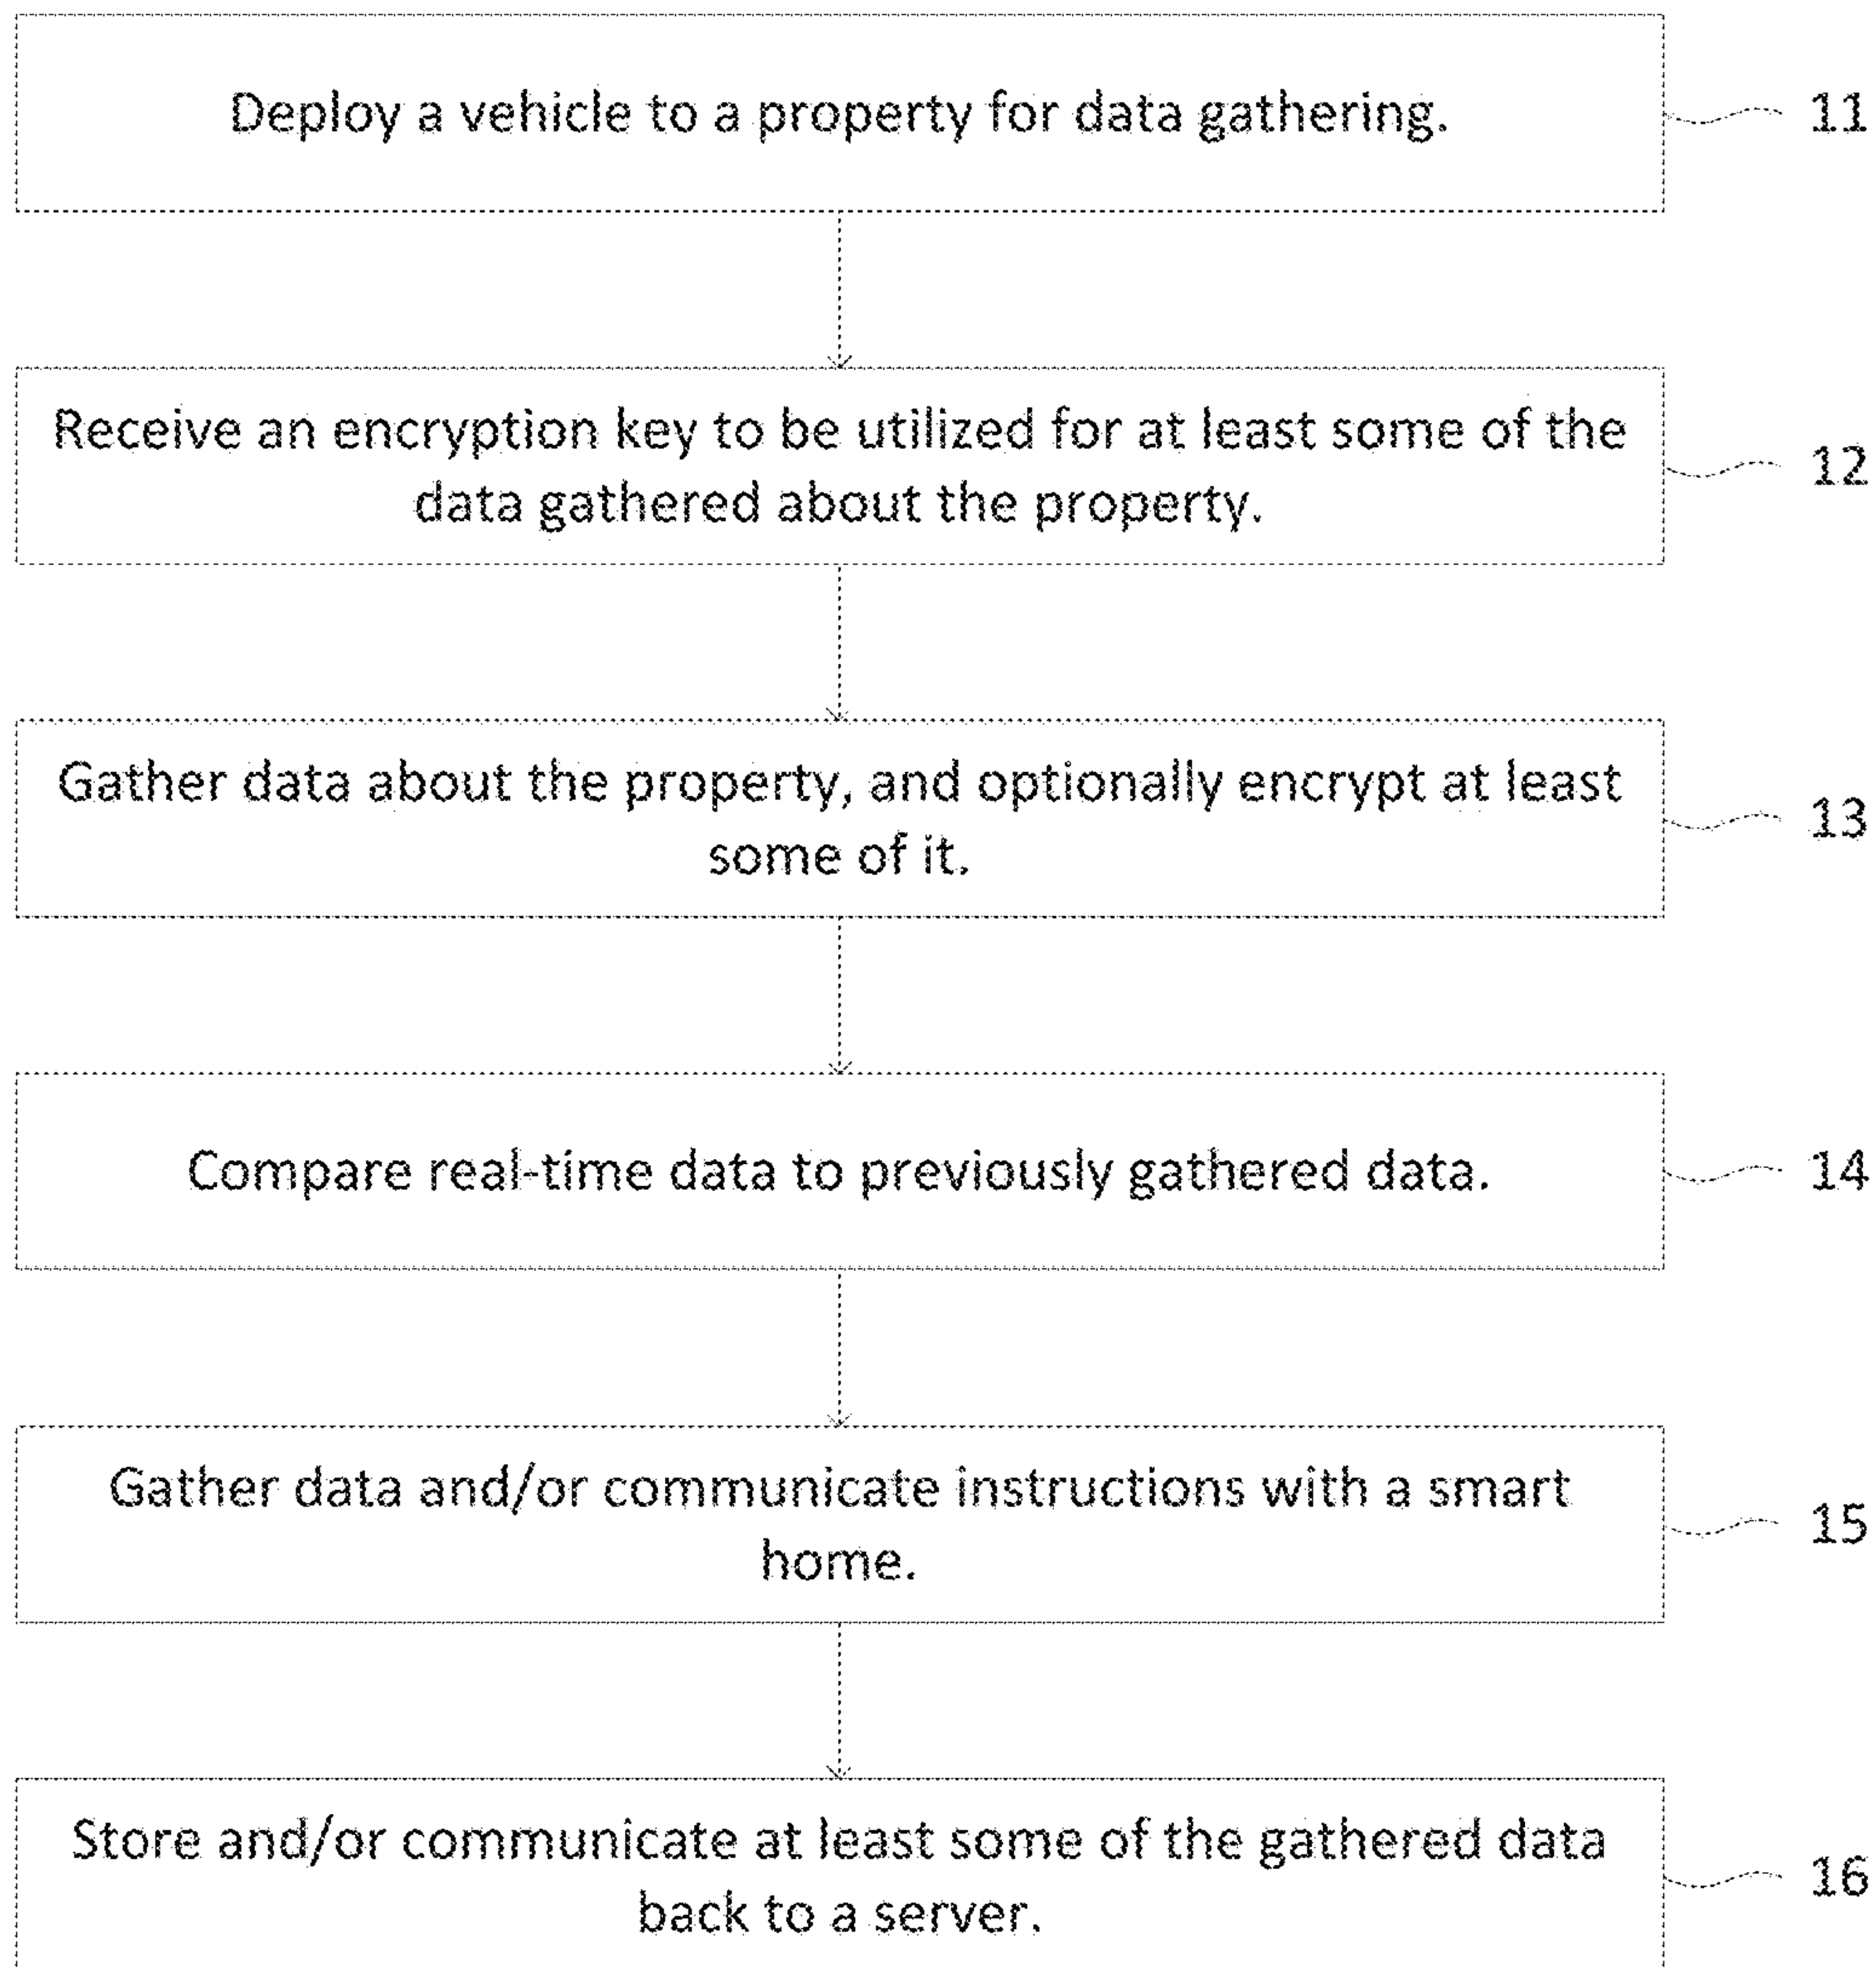 Deploy a vehicle to a property for data gathering.
11
Receive an encryption key to be utilized for at least some of the
data gathered about the property.
12
Gather data about the property, and optionally encrypt at least
some of it.
13
Compare real-time data to previously gathered data.
14
Gather data and/or communicate instructions with a smart
home.
15
Store and/or communicate at least some of the gathered data
back to a server.
16